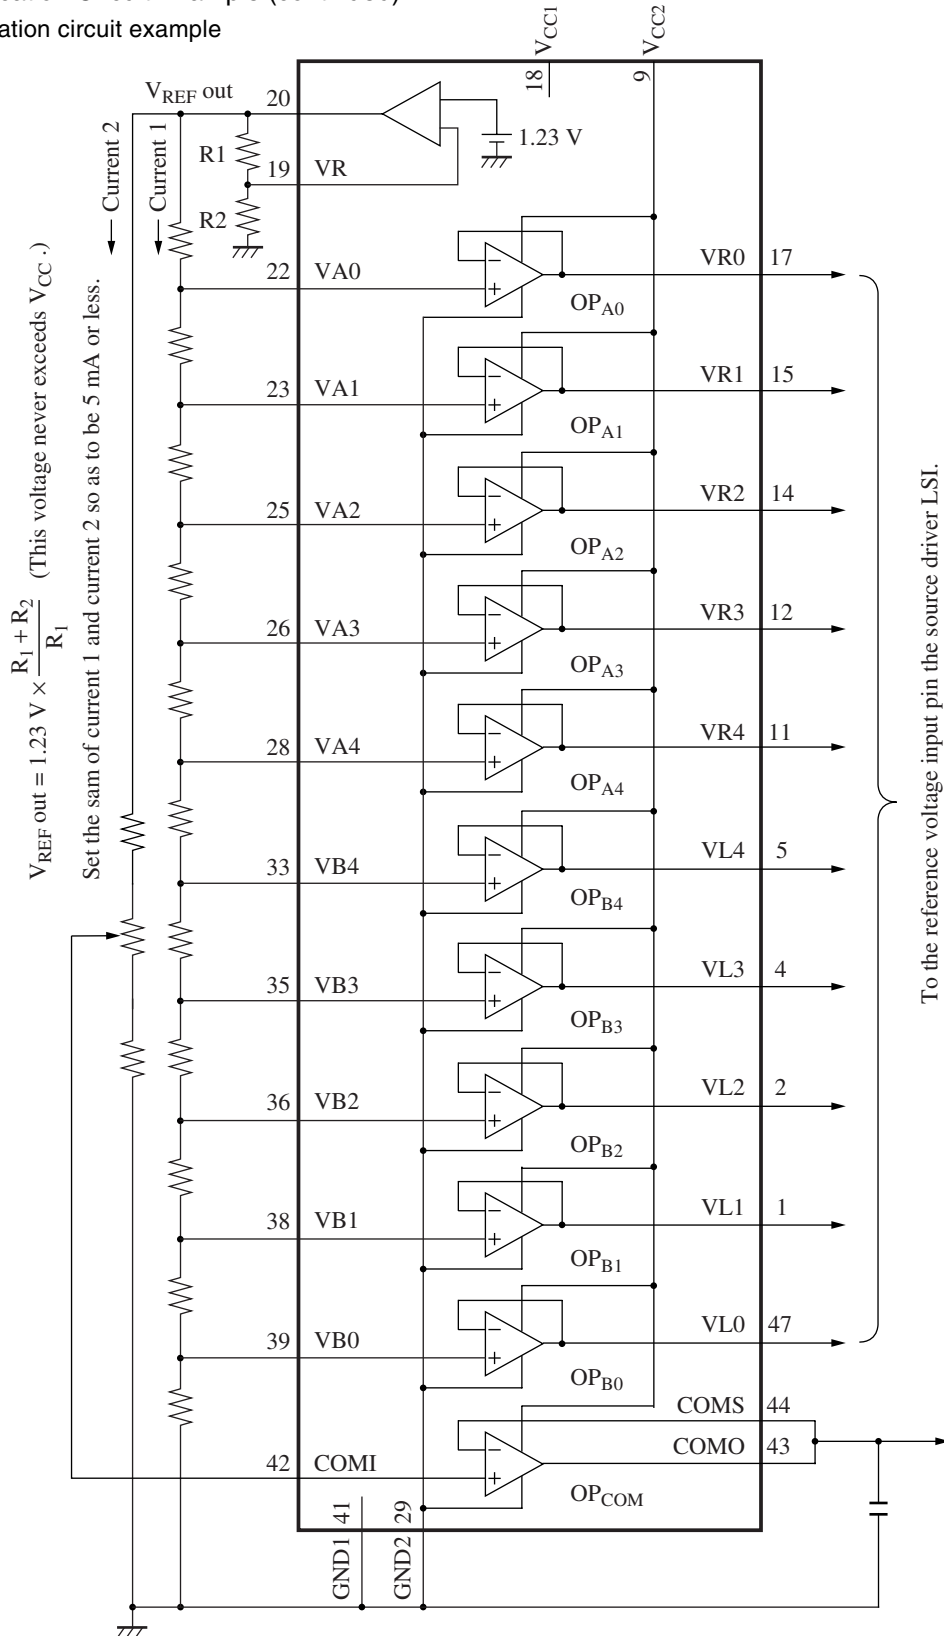 ation circuit example
VCC1
VCC2
18
9
VREF out
20
1.23 V
R1
19
VR
R2
Current 2
Current 1
VREF out = 1.23 V × R1 + R2 / R1 (This voltage never exceeds VCC .)
Set the sam of current 1 and current 2 so as to be 5 mA or less.
22 VA0 − + OPA0 VR0 17
23 VA1 − + OPA1 VR1 15
25 VA2 − + OPA2 VR2 14
26 VA3 − + OPA3 VR3 12
28 VA4 − + OPA4 VR4 11
33 VB4 − + OPB4 VL4 5
35 VB3 − + OPB3 VL3 4
36 VB2 − + OPB2 VL2 2
38 VB1 − + OPB1 VL1 1
39 VB0 − + OPB0 VL0 47
COMS 44
COMO 43
42 COMI − + OPCOM
GND1 41
GND2 29
To the reference voltage input pin the source driver LSI.